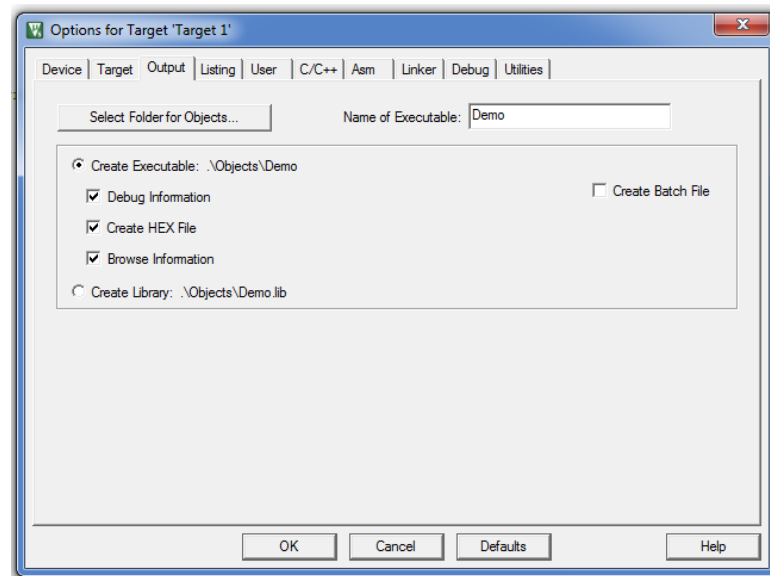 Options for Target 'Target 1'
Device Target Output Listing User C/C++ Asm Linker Debug Utilities
Select Folder for Objects... Name of Executable: Demo
Create Executable: .\Objects\Demo
Debug Information Create Batch File
Create HEX File
Browse Information
Create Library: .\Objects\Demo.lib
OK Cancel Defaults Help